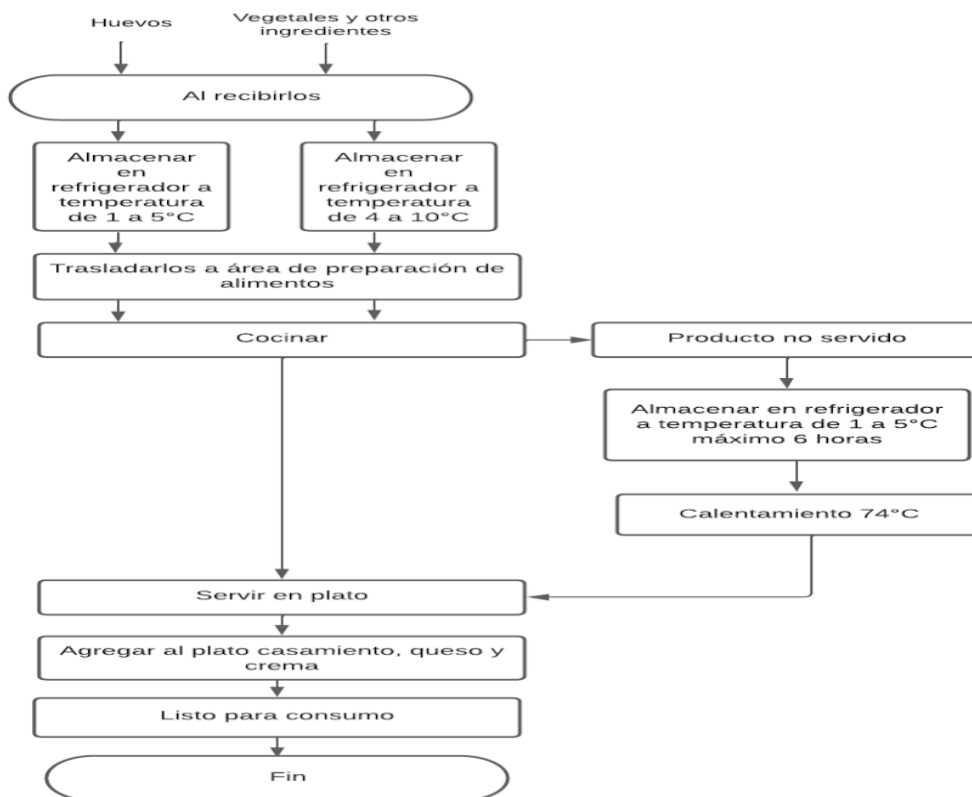 Huevos
Vegetales y otros
ingredientes
Al recibirlos
Almacenar
en
refrigerador a
temperatura
de 1 a 5°C
Almacenar
en
refrigerador a
temperatura
de 4 a 10°C
Trasladarlos a área de preparación de
alimentos
Cocinar
Producto no servido
Almacenar en refrigerador
a temperatura de 1 a 5°C
máximo 6 horas
Calentamiento 74°C
Servir en plato
Agregar al plato casamiento, queso y
crema
Listo para consumo
Fin